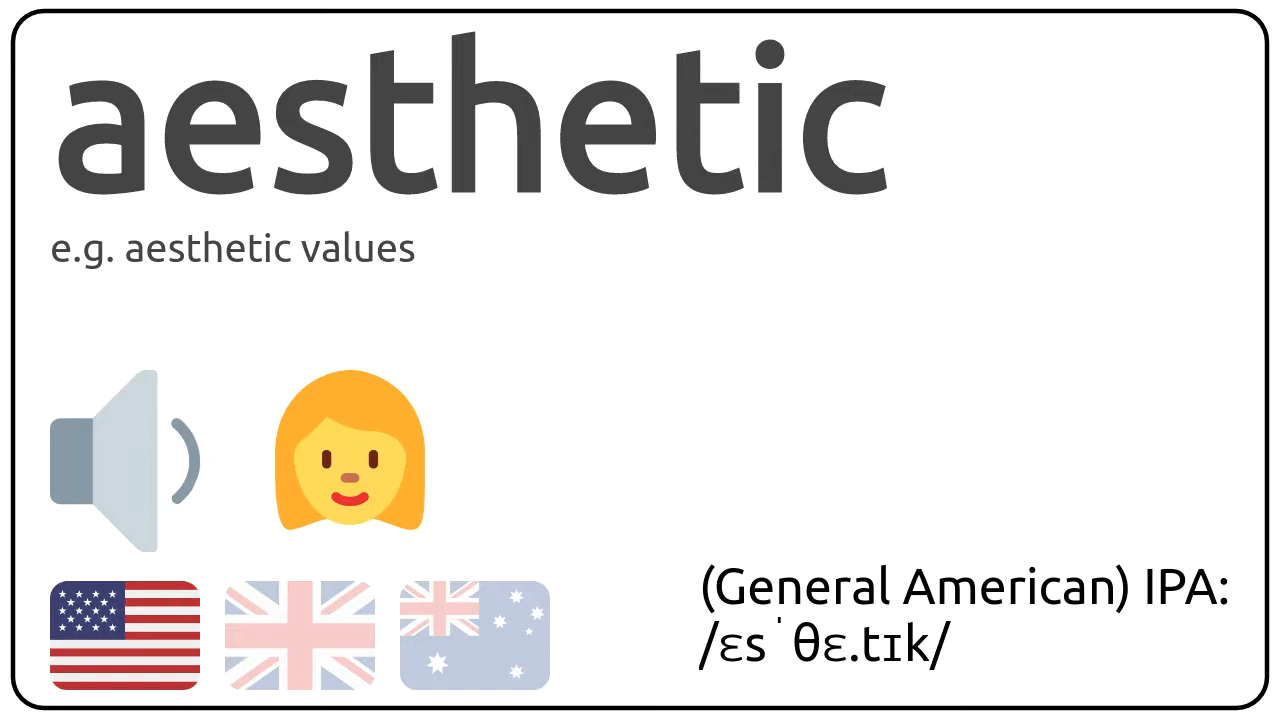 aesthetic
e.g. aesthetic values
(General American) IPA:
/ɛsˈθɛ.tɪk/